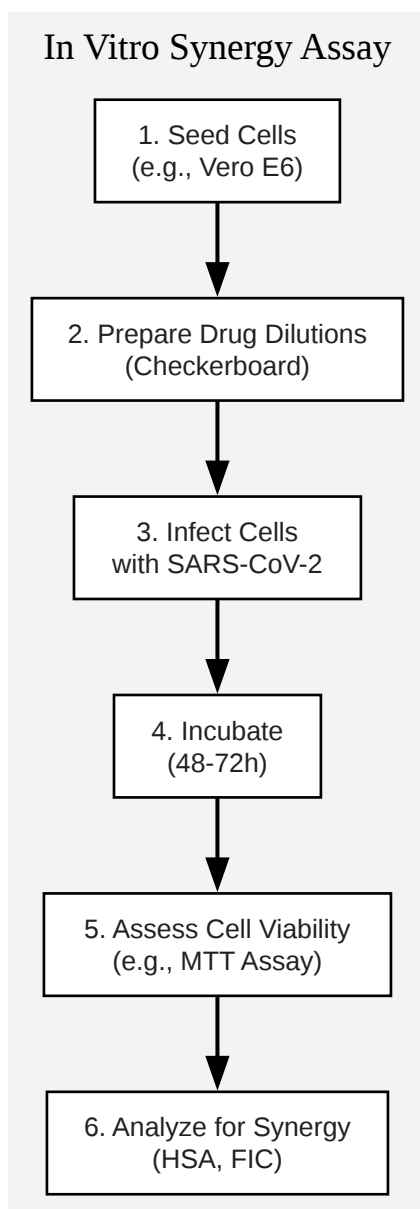 In Vitro Synergy Assay
1. Seed Cells
(e.g., Vero E6)
2. Prepare Drug Dilutions
(Checkerboard)
3. Infect Cells
with SARS-CoV-2
4. Incubate
(48-72h)
5. Assess Cell Viability
(e.g., MTT Assay)
6. Analyze for Synergy
(HSA, FIC)